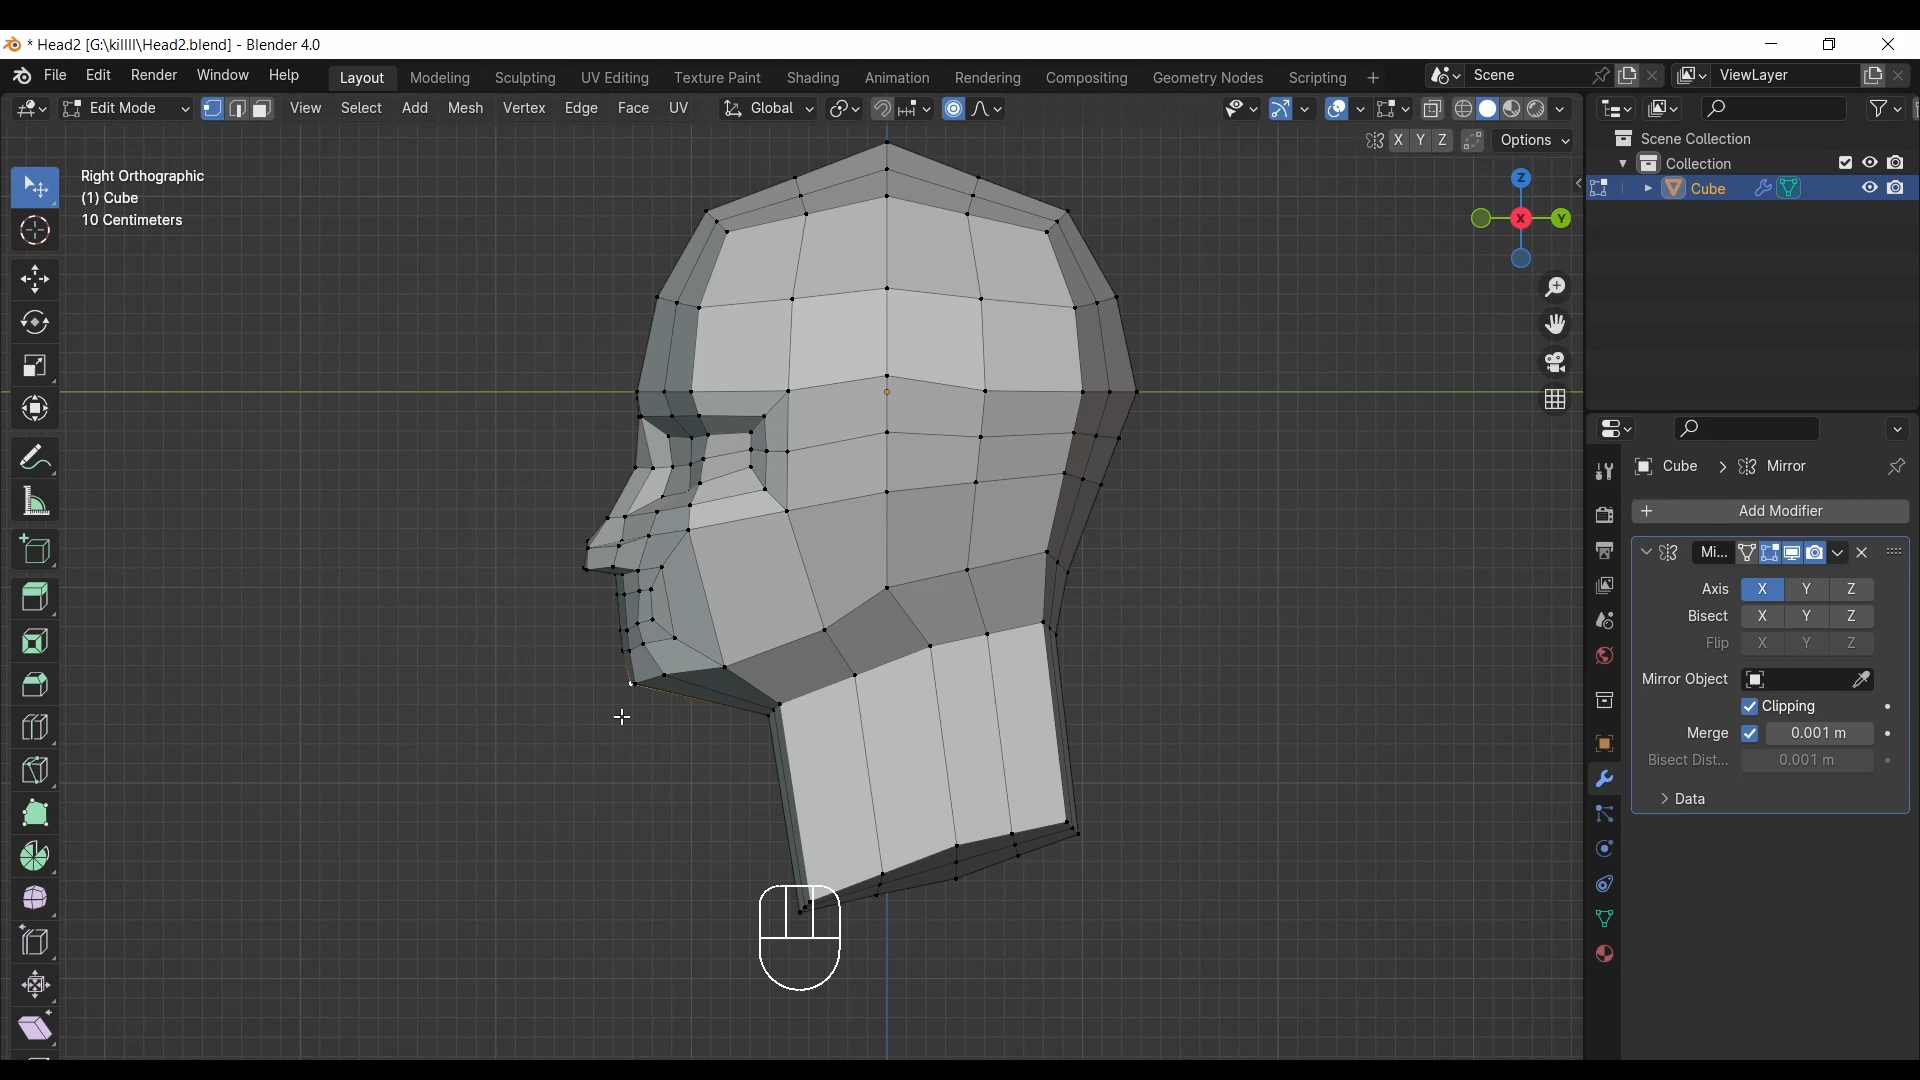 * Head2 [G:\killll\Head2.blend] - Blender 4.0
File Edit Render Window Help Layout Modeling Sculpting UV Editing Texture Paint Shading Animation Rendering Compositing Geometry Nodes Scripting + Scene ViewLayer
Edit Mode View Select Add Mesh Vertex Edge Face UV Global
X Y Z Options
Right Orthographic
(1) Cube
10 Centimeters
Z
X
Y
Scene Collection
Collection
Cube
Cube > Mirror
+ Add Modifier
Mi...
Axis X Y Z
Bisect X Y Z
Flip X Y Z
Mirror Object
Clipping
Merge 0.001 m
Bisect Dist... 0.001 m
> Data